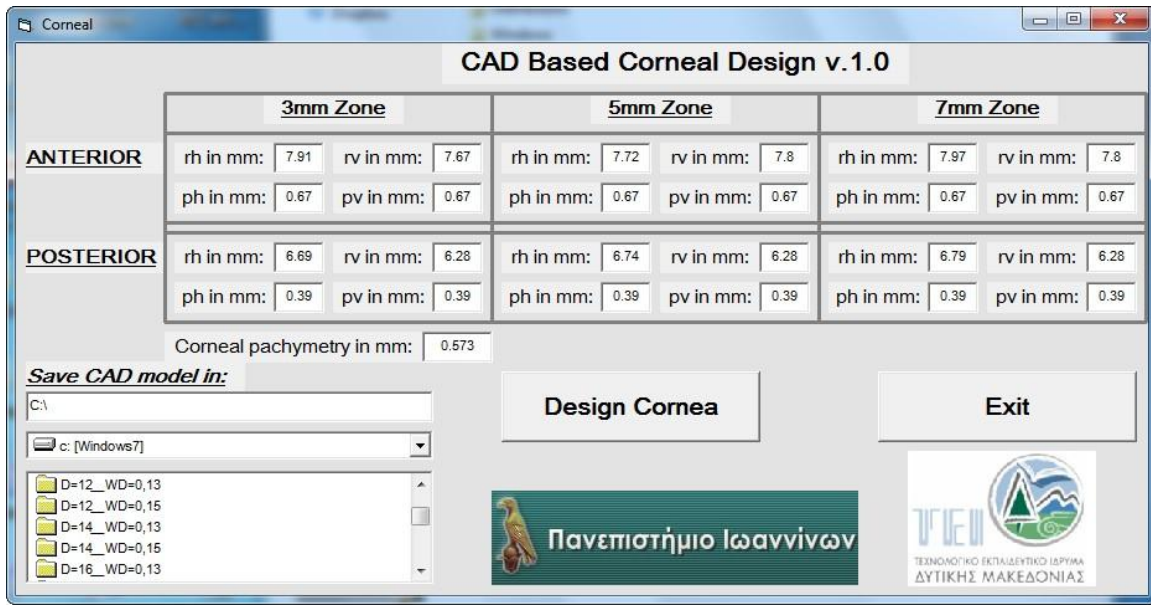 Corneal
CAD Based Corneal Design v.1.0
3mm Zone 5mm Zone 7mm Zone
ANTERIOR rh in mm: 7.91 rv in mm: 7.67 rh in mm: 7.72 rv in mm: 7.8 rh in mm: 7.97 rv in mm: 7.8
ph in mm: 0.67 pv in mm: 0.67 ph in mm: 0.67 pv in mm: 0.67 ph in mm: 0.67 pv in mm: 0.67
POSTERIOR rh in mm: 6.69 rv in mm: 6.28 rh in mm: 6.74 rv in mm: 6.28 rh in mm: 6.79 rv in mm: 6.28
ph in mm: 0.39 pv in mm: 0.39 ph in mm: 0.39 pv in mm: 0.39 ph in mm: 0.39 pv in mm: 0.39
Corneal pachymetry in mm: 0.573
Save CAD model in:
C:\
c: [Windows7]
D=12__WD=0,13
D=12__WD=0,15
D=14__WD=0,13
D=14__WD=0,15
D=16__WD=0,13
Design Cornea
Exit
Πανεπιστήμιο Ιωαννίνων
ΤΕΙ
ΤΕΧΝΟΛΟΓΙΚΟ ΕΚΠΑΙΔΕΥΤΙΚΟ ΙΔΡΥΜΑ
ΔΥΤΙΚΗΣ ΜΑΚΕΔΟΝΙΑΣ